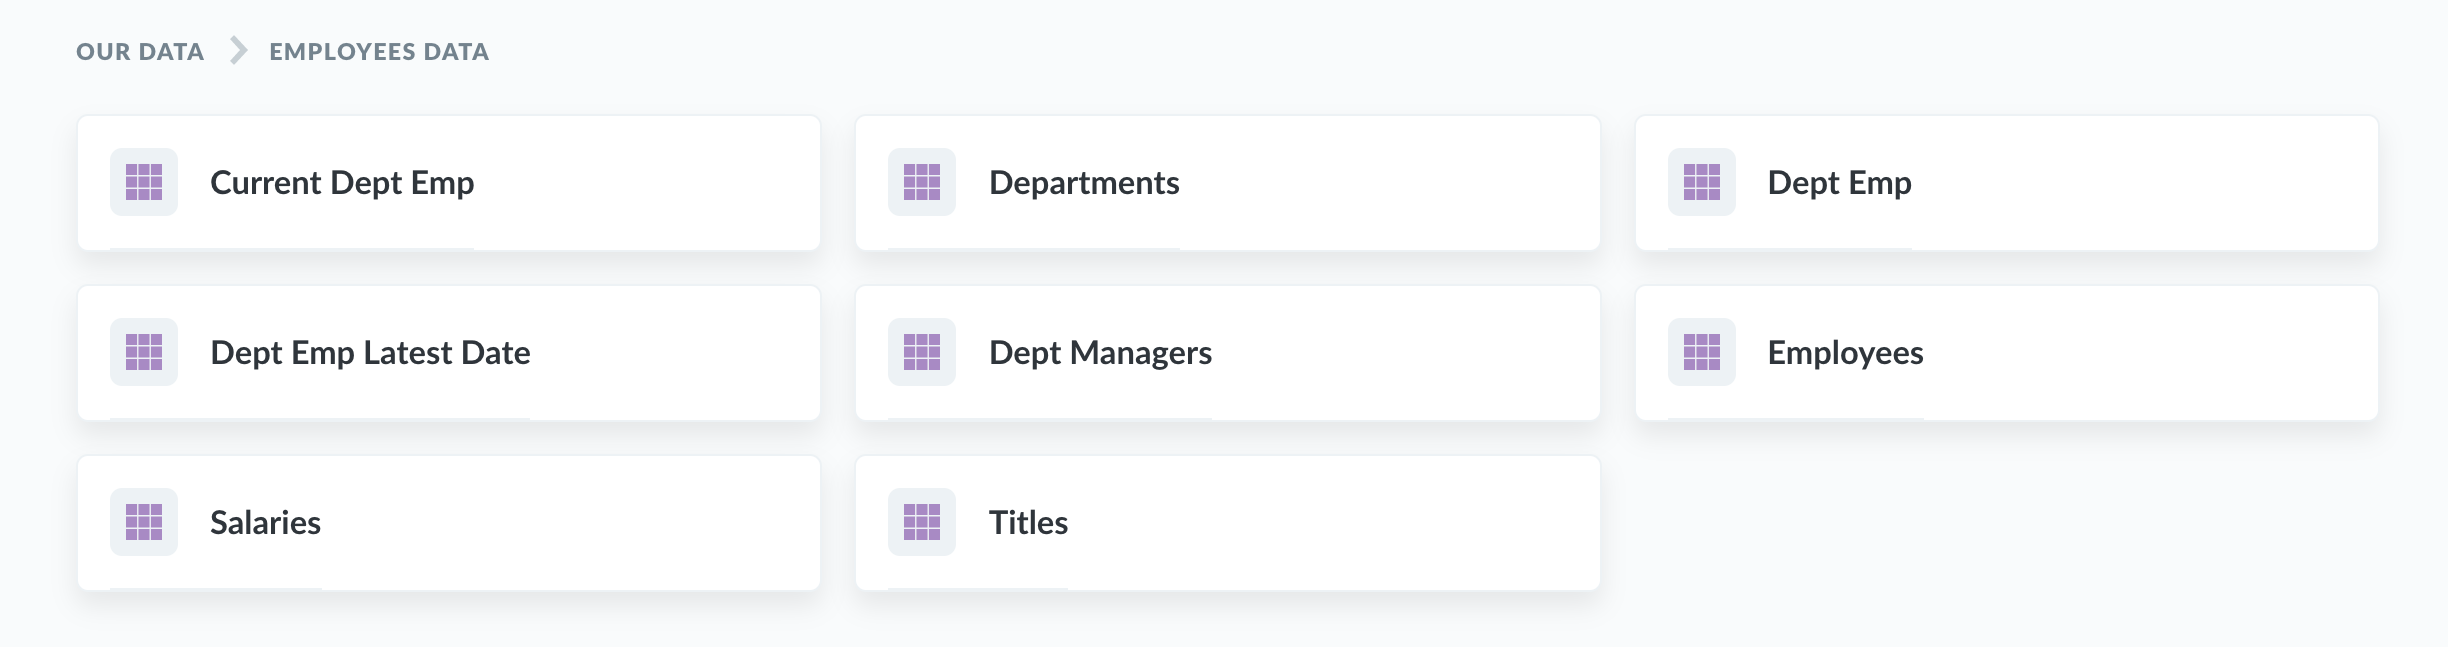 OUR DATA EMPLOYEES DATA
Current Dept Emp
Departments
Dept Emp
Dept Emp Latest Date
Dept Managers
Employees
Salaries
Titles